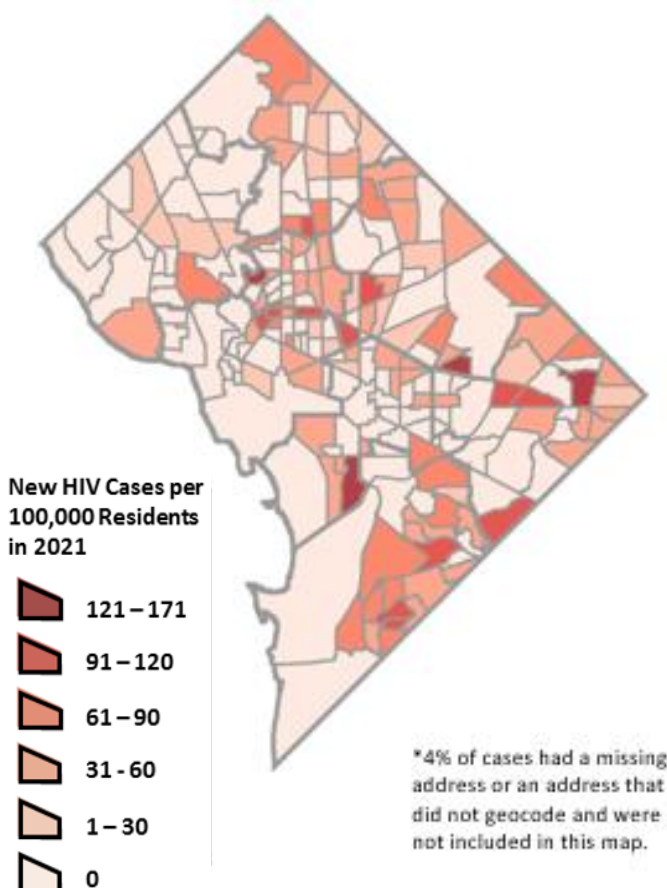 New HIV Cases per
100,000 Residents
in 2021
121 – 171
91 – 120
61 – 90
31 - 60
1 – 30
0
*4% of cases had a missing
address or an address that
did not geocode and were
not included in this map.